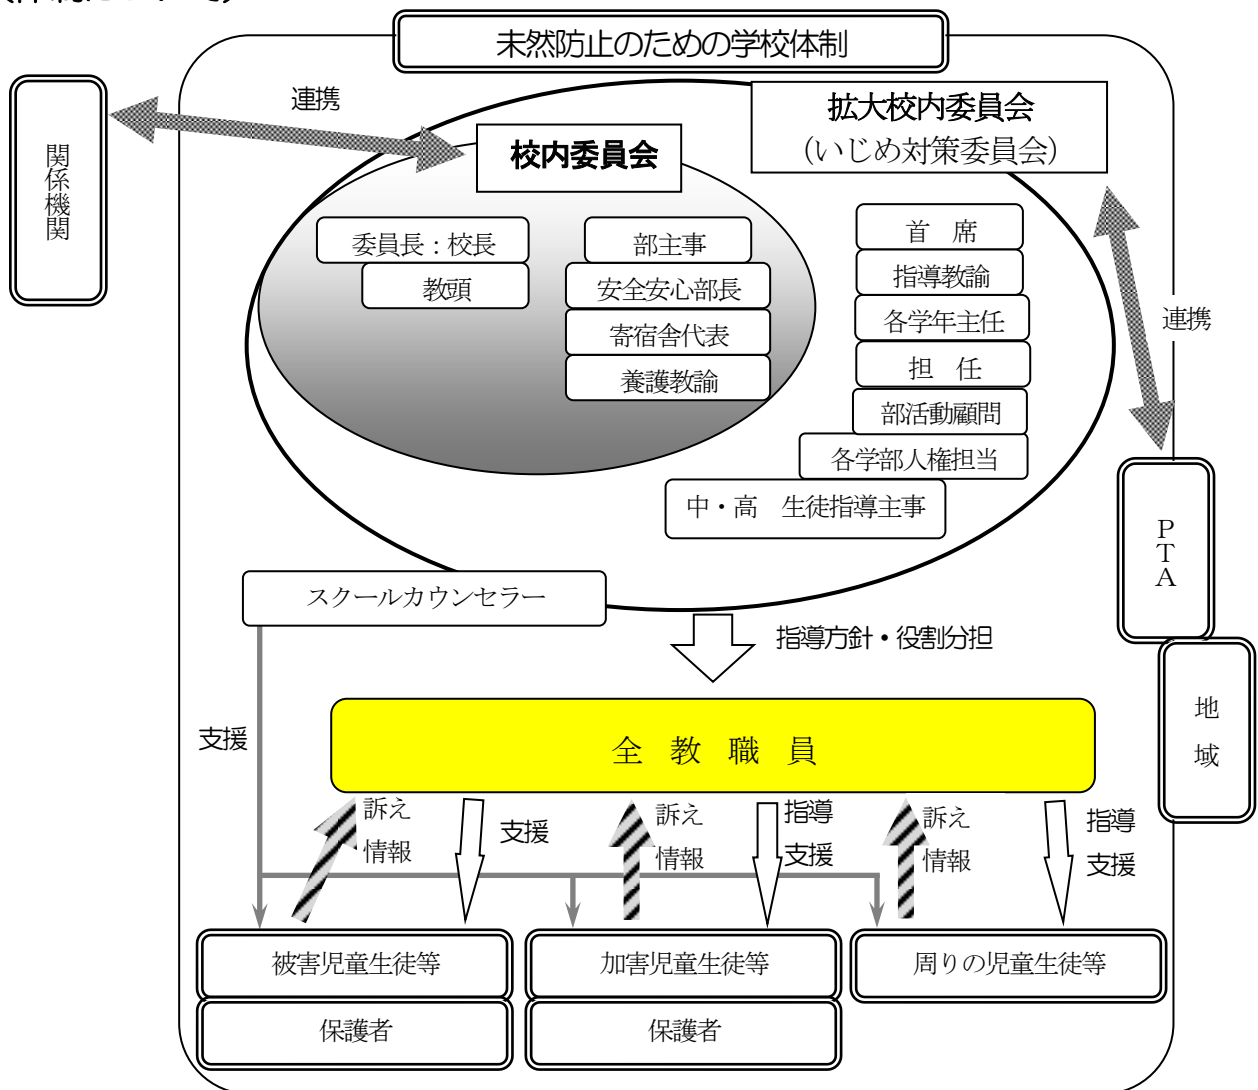 未然防止のための学校体制
関係機関
連携
校内委員会
委員長：校長
教頭
部主事
安全安心部長
寄宿舎代表
養護教諭
拡大校内委員会
（いじめ対策委員会）
首　席
指導教諭
各学年主任
担　任
部活動顧問
各学部人権担当
中・高　生徒指導主事
連携
PTA
地域
スクールカウンセラー
指導方針・役割分担
支援
全　教　職　員
訴え
情報
支援
訴え
情報
指導
支援
訴え
情報
指導
支援
被害児童生徒等
保護者
加害児童生徒等
保護者
周りの児童生徒等